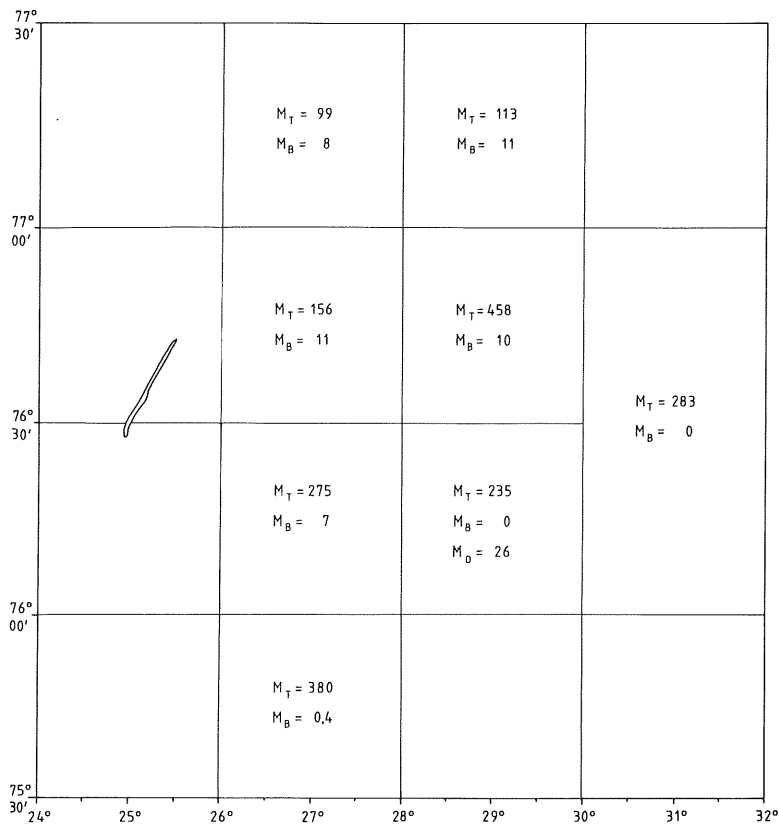 77°
30'
M_T = 99
M_B = 8
M_T = 113
M_B = 11
77°
00'
M_T = 156
M_B = 11
M_T = 458
M_B = 10
M_T = 283
M_B = 0
76°
30'
M_T = 275
M_B = 7
M_T = 235
M_B = 0
M_0 = 26
76°
00'
M_T = 380
M_B = 0,4
75°
30'
24° 25° 26° 27° 28° 29° 30° 31° 32°